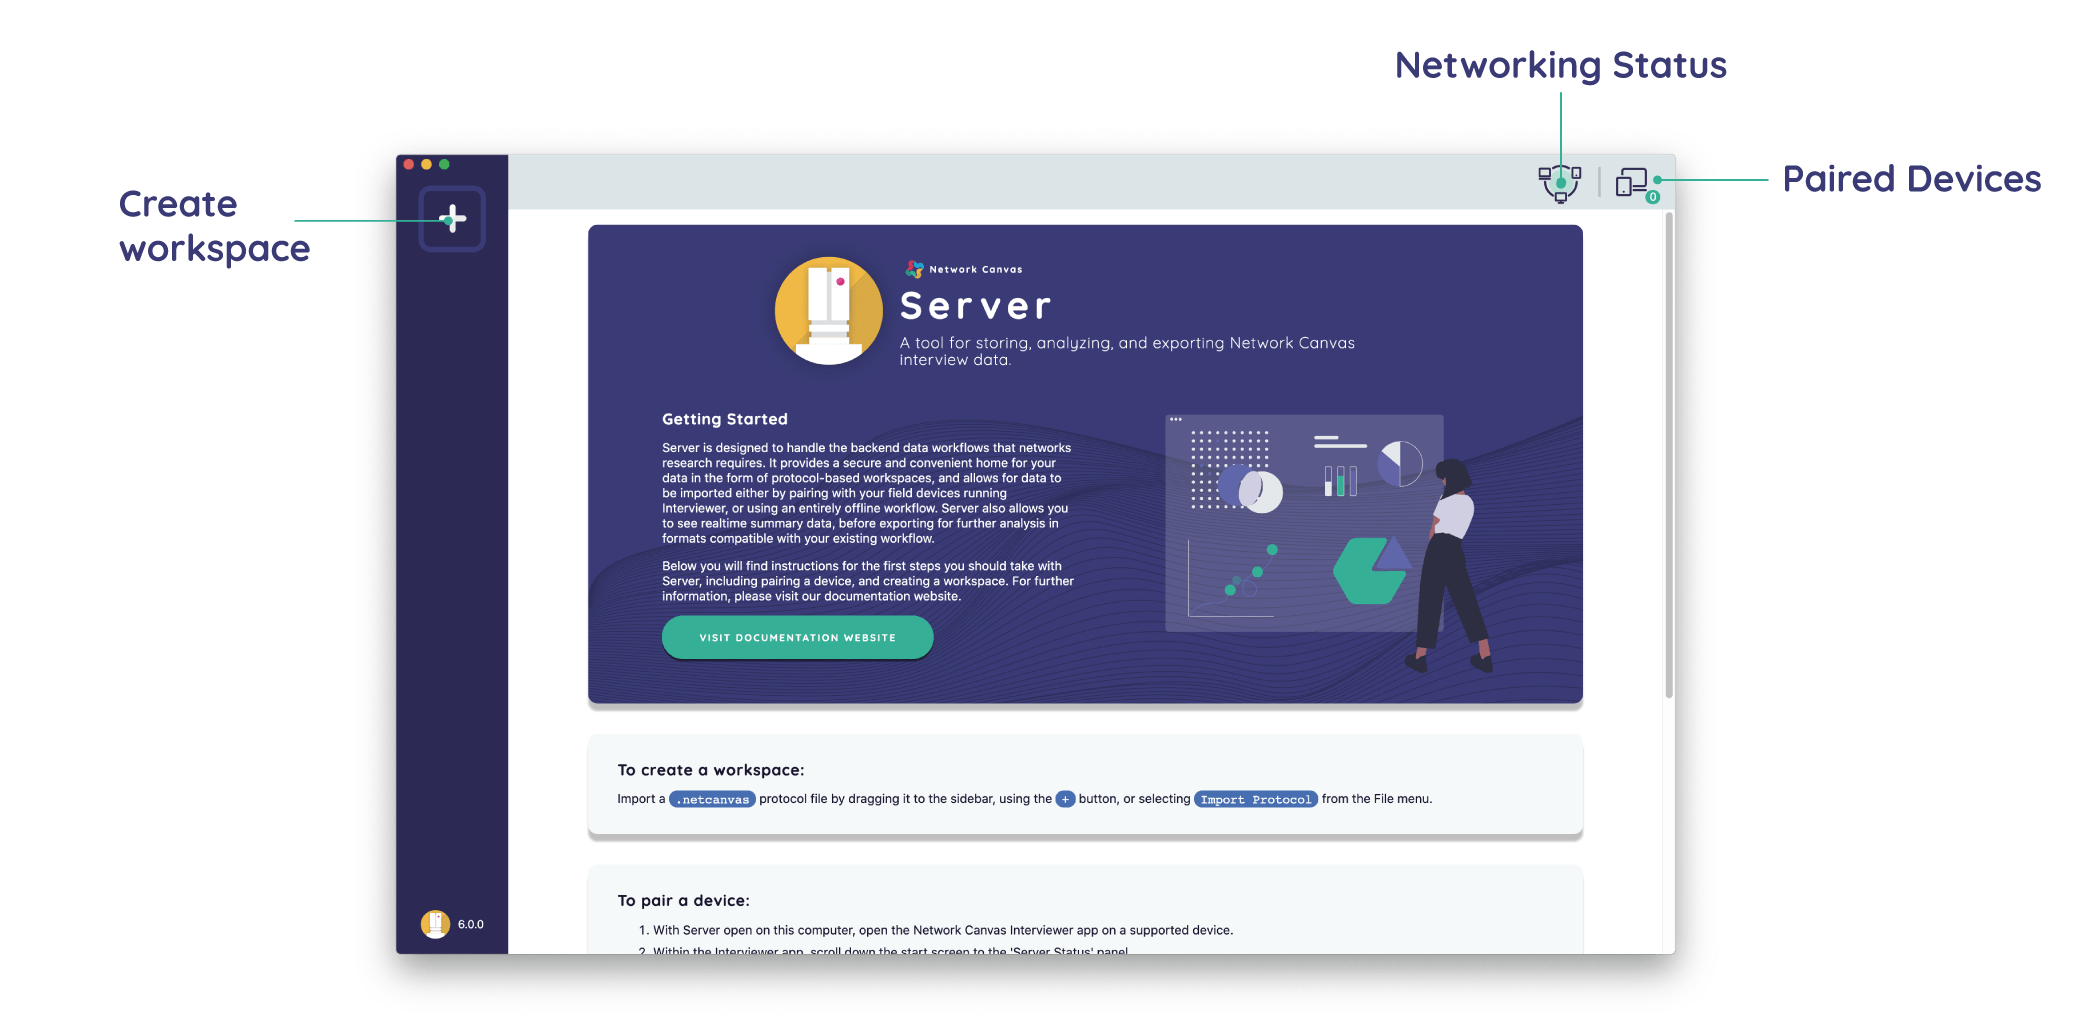 Networking Status
Paired Devices
Create
workspace
0
Network Canvas
Server
A tool for storing, analyzing, and exporting Network Canvas
interview data.
Getting Started
Server is designed to handle the backend data workflows that networks
research requires. It provides a secure and convenient home for your
data in the form of protocol-based workspaces, and allows for data to
be imported either by pairing with your field devices running
Interviewer, or using an entirely offline workflow. Server also allows you
to see realtime summary data, before exporting for further analysis in
formats compatible with your existing workflow.
Below you will find instructions for the first steps you should take with
Server, including pairing a device, and creating a workspace. For further
information, please visit our documentation website.
VISIT DOCUMENTATION WEBSITE
To create a workspace:
Import a .netcanvas protocol file by dragging it to the sidebar, using the + button, or selecting Import Protocol from the File menu.
To pair a device:
1. With Server open on this computer, open the Network Canvas Interviewer app on a supported device.
2. Within the Interviewer app, scroll down the start screen to the 'Server Status' panel
6.0.0